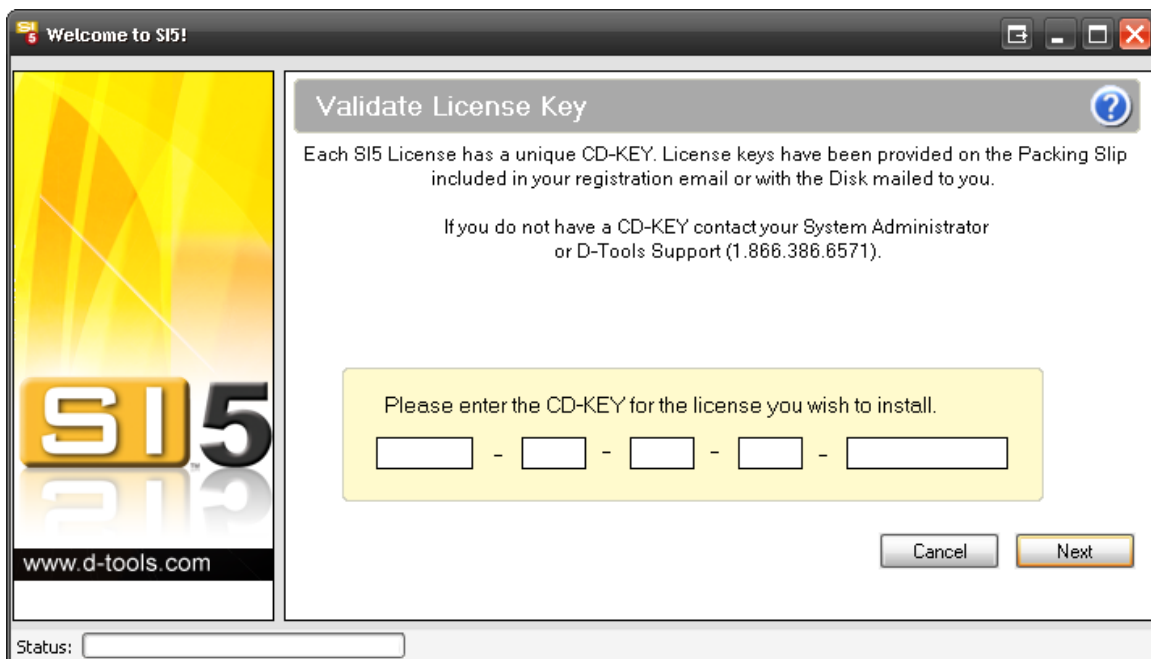 SI
5 Welcome to SI5!
Validate License Key
?
Each SI5 License has a unique CD-KEY. License keys have been provided on the Packing Slip
included in your registration email or with the Disk mailed to you.
If you do not have a CD-KEY contact your System Administrator
or D-Tools Support (1.866.386.6571).
SI5
TM
www.d-tools.com
Please enter the CD-KEY for the license you wish to install.
- - - -
Cancel Next
Status: